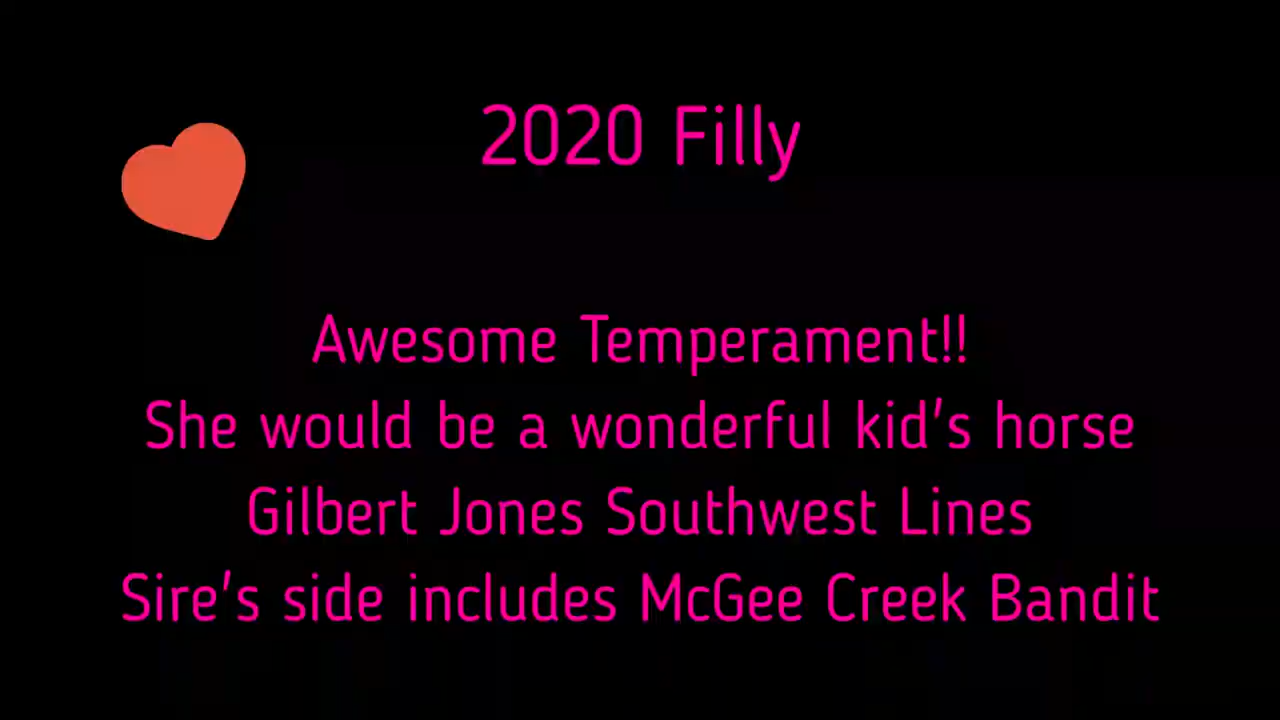 2020 Filly
Awesome Temperament!!
She would be a wonderful kid's horse
Gilbert Jones Southwest Lines
Sire's side includes McGee Creek Bandit